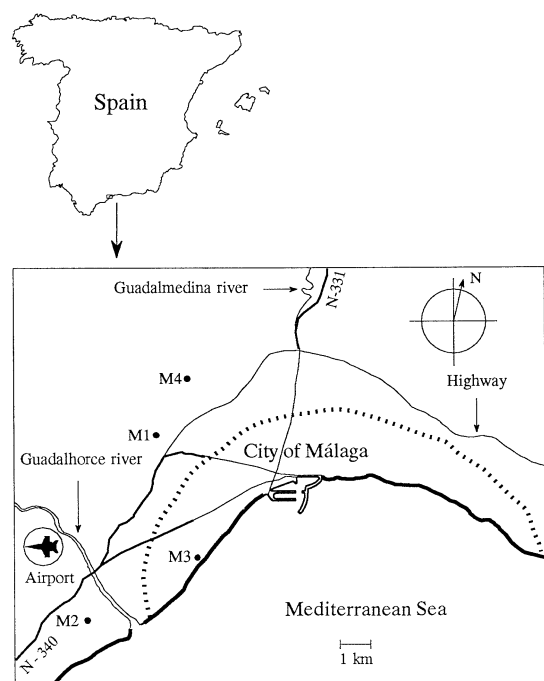 Spain
Guadalmedina river
N-331
N
Highway
M4
M1
City of Málaga
Guadalhorce river
Airport
M3
M2
Mediterranean Sea
N - 340
1 km